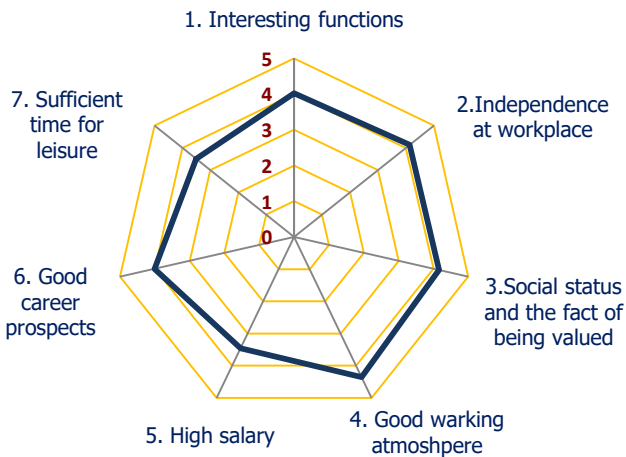 1. Interesting functions
5
4
3
2
1
0
2.Independence
at workplace
3.Social status
and the fact of
being valued
4. Good warking
atmoshpere
5. High salary
6. Good
career
prospects
7. Sufficient
time for
leisure